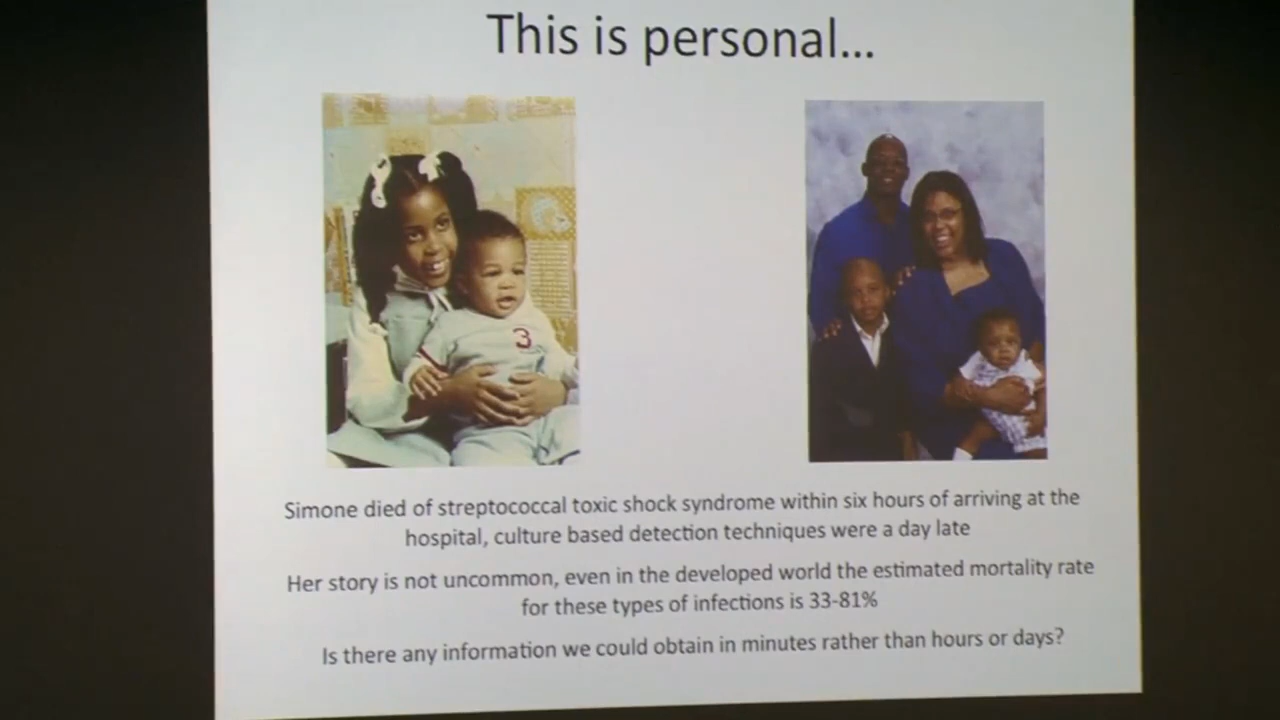 This is personal...
3
Simone died of streptococcal toxic shock syndrome within six hours of arriving at the
hospital, culture based detection techniques were a day late
Her story is not uncommon, even in the developed world the estimated mortality rate
for these types of infections is 33-81%
Is there any information we could obtain in minutes rather than hours or days?